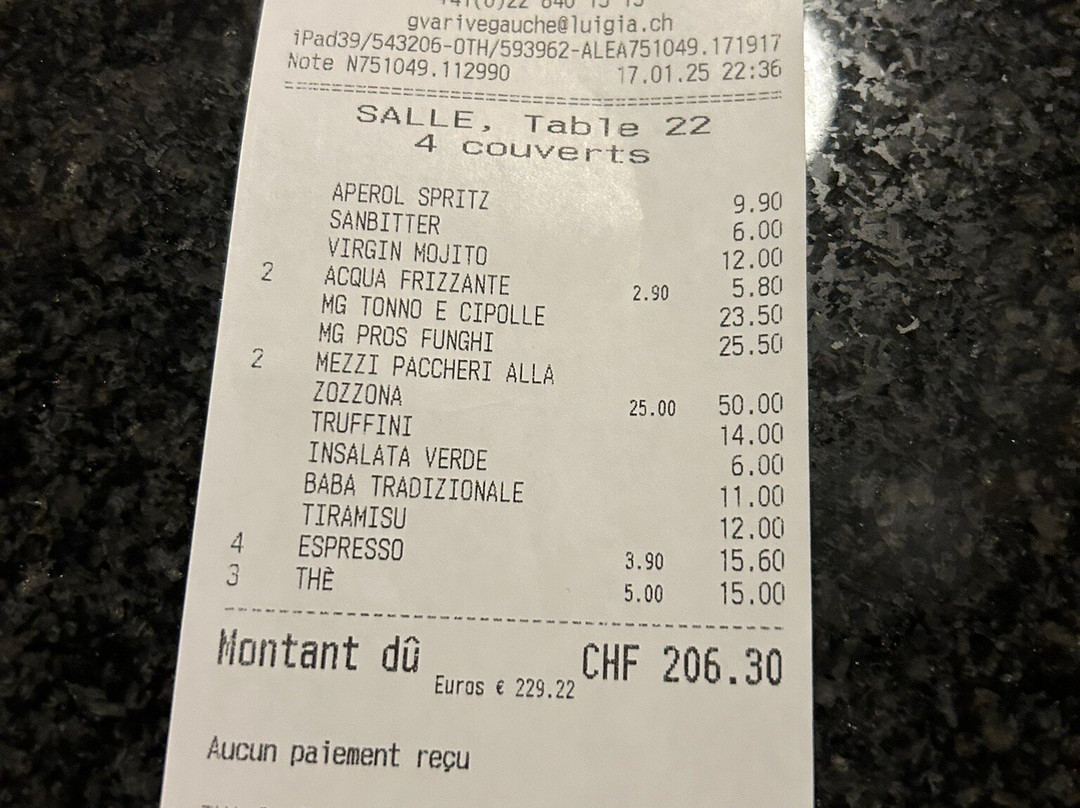 gvarivegauche@luigia.ch
iPad39/543206-OTH/593962-ALEA751049.171917
Note N751049.112990 17.01.25 22:36
SALLE, Table 22
4 couverts
APEROL SPRITZ 9.90
SANBITTER 6.00
VIRGIN MOJITO 12.00
2 ACQUA FRIZZANTE 2.90 5.80
MG TONNO E CIPOLLE 23.50
MG PROS FUNGHI 25.50
2 MEZZI PACCHERI ALLA
ZOZZONA 25.00 50.00
TRUFFINI 14.00
INSALATA VERDE 6.00
BABA TRADIZIONALE 11.00
TIRAMISU 12.00
4 ESPRESSO 3.90 15.60
3 THÈ 5.00 15.00
Montant dû CHF 206.30
Euros € 229.22
Aucun paiement reçu